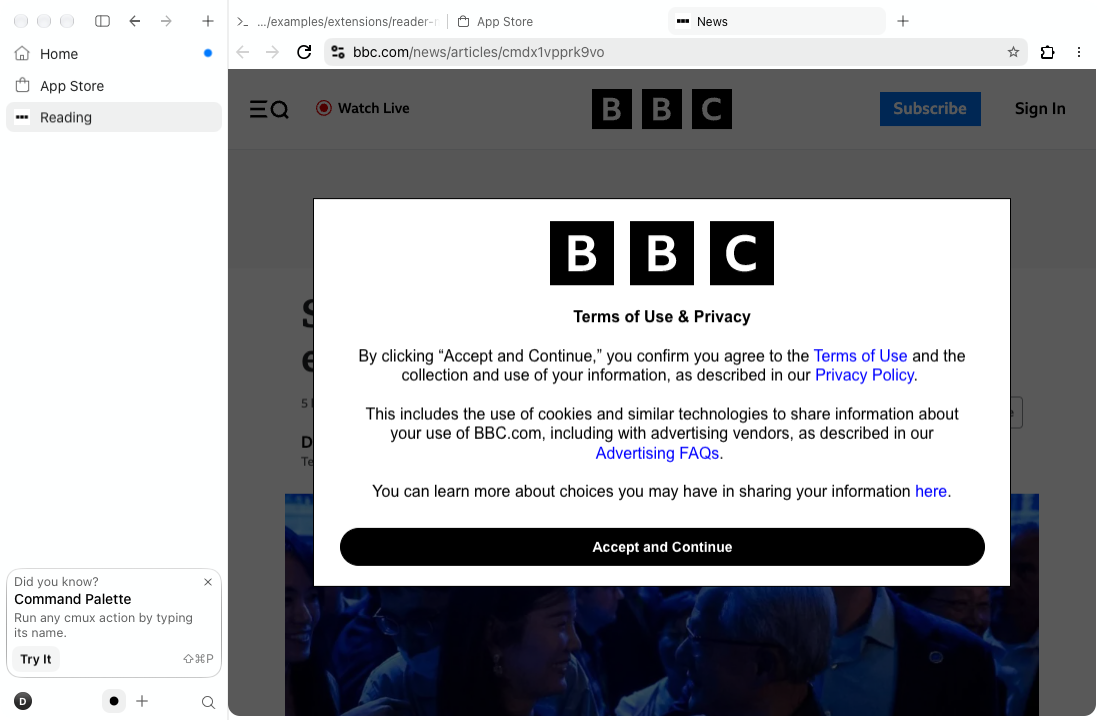 .../examples/extensions/reader-
App Store
News
Home
App Store
Reading
bbc.com/news/articles/cmdx1vpprk9vo
Watch Live
BBC
Subscribe
Sign In
BBC
Terms of Use & Privacy
By clicking “Accept and Continue,” you confirm you agree to the Terms of Use and the
collection and use of your information, as described in our Privacy Policy.
This includes the use of cookies and similar technologies to share information about
your use of BBC.com, including with advertising vendors, as described in our
Advertising FAQs.
You can learn more about choices you may have in sharing your information here.
Accept and Continue
Did you know?
Command Palette
Run any cmux action by typing
its name.
Try It
⇧⌘P
D